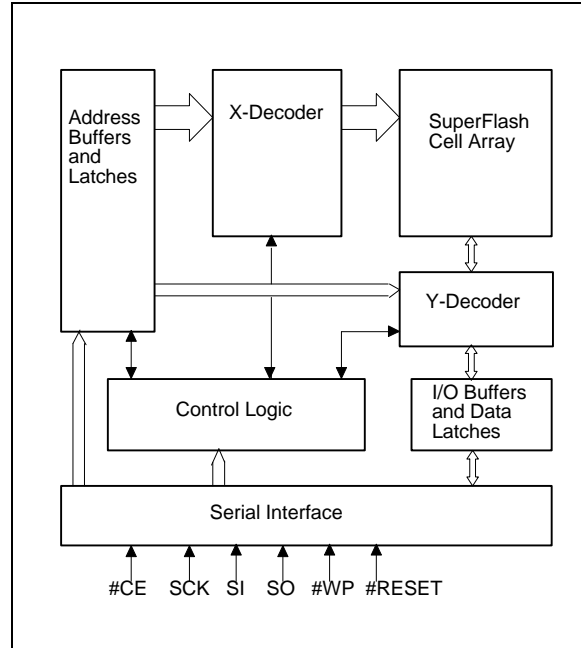 Address
Buffers
and
Latches
X-Decoder
SuperFlash
Cell Array
Y-Decoder
Control Logic
I/O Buffers
and Data
Latches
Serial Interface
#CE SCK SI SO #WP #RESET